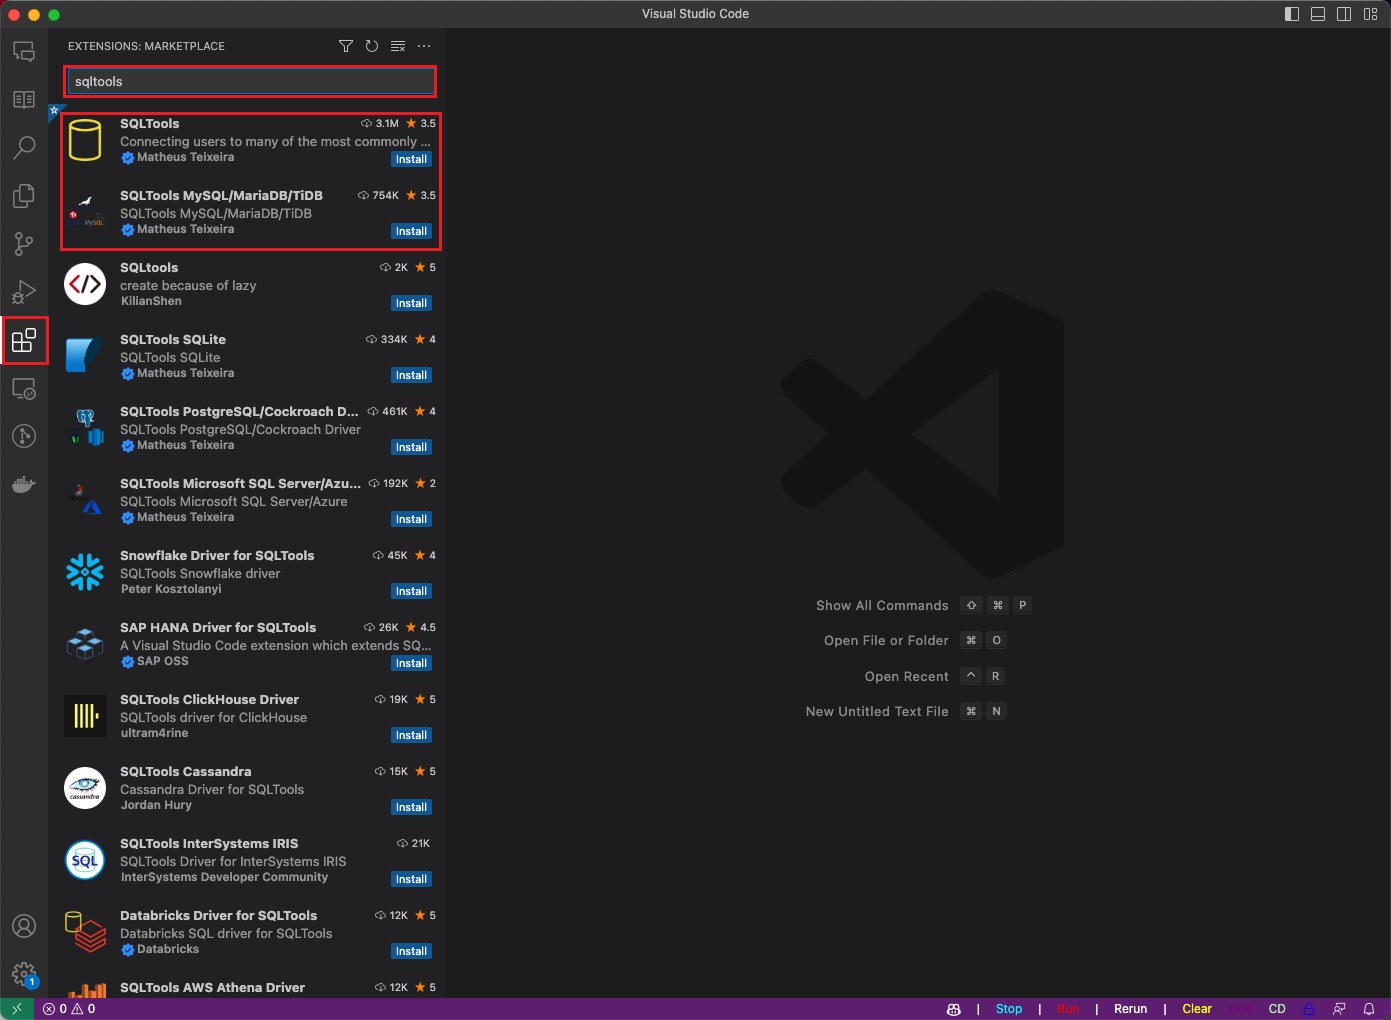 Visual Studio Code
EXTENSIONS: MARKETPLACE
sqltools
SQLTools 3.1M 3.5
Connecting users to many of the most commonly ...
Matheus Teixeira Install
SQLTools MySQL/MariaDB/TiDB 754K 3.5
SQLTools MySQL/MariaDB/TiDB
Matheus Teixeira Install
SQLtools 2K 5
create because of lazy
KilianShen Install
SQLTools SQLite 334K 4
SQLTools SQLite
Matheus Teixeira Install
SQLTools PostgreSQL/Cockroach D... 461K 4
SQLTools PostgreSQL/Cockroach Driver
Matheus Teixeira Install
SQLTools Microsoft SQL Server/Azu... 192K 2
SQLTools Microsoft SQL Server/Azure
Matheus Teixeira Install
Snowflake Driver for SQLTools 45K 4
SQLTools Snowflake driver
Peter Kosztolanyi Install
SAP HANA Driver for SQLTools 26K 4.5
A Visual Studio Code extension which extends SQ...
SAP OSS Install
SQLTools ClickHouse Driver 19K 5
SQLTools driver for ClickHouse
ultram4rine Install
SQLTools Cassandra 15K 5
Cassandra Driver for SQLTools
cassandra
Jordan Hury Install
SQLTools InterSystems IRIS 21K
SQL
SQLTools Driver for InterSystems IRIS
InterSystems Developer Community Install
Databricks Driver for SQLTools 12K 5
Databricks SQL driver for SQLTools
Databricks Install
SQLTools AWS Athena Driver 12K 5
Show All Commands ⇧ ⌘ P
Open File or Folder ⌘ O
Open Recent ^ R
New Untitled Text File ⌘ N
1
0 0 | Stop | Run | Rerun | Clear cmd CD